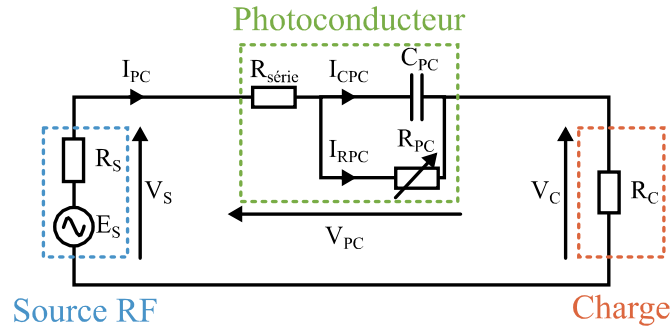 Photoconducteur
I_PC
R_série
I_CPC
C_PC
I_RPC
R_PC
R_S
V_S
E_S
V_PC
V_C
R_C
Source RF
Charge